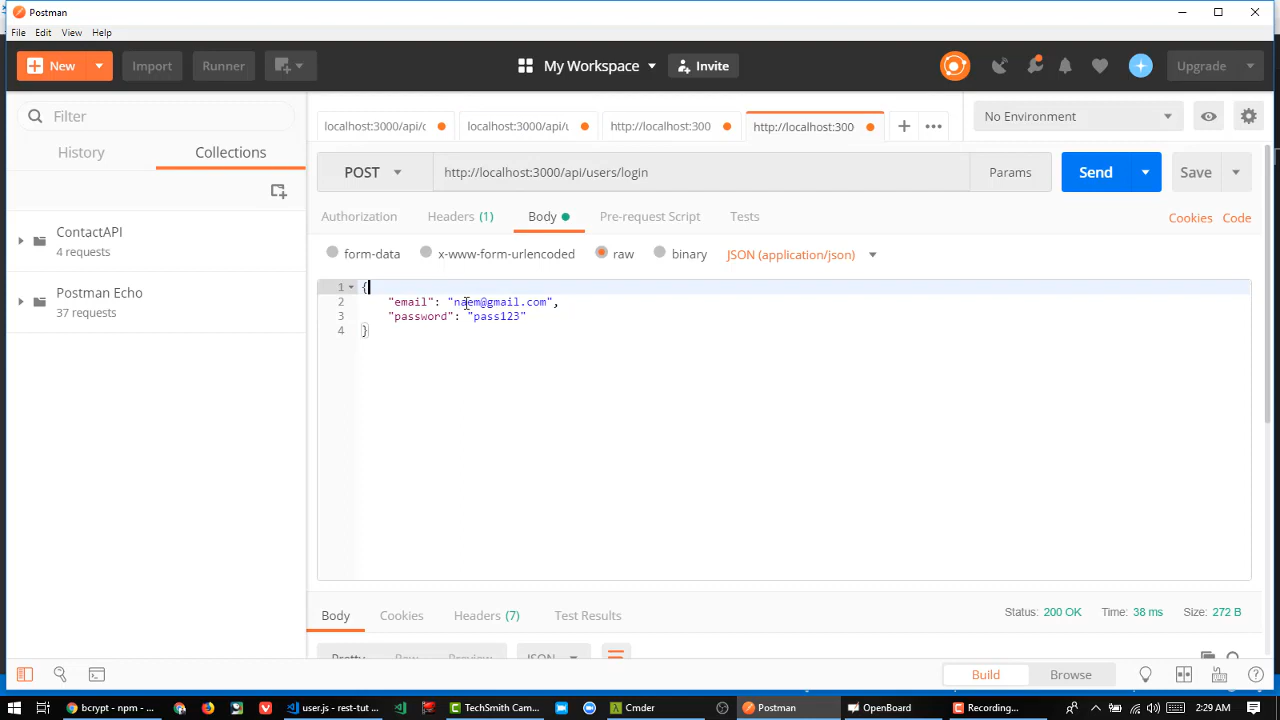 Postman
File Edit View Help
New Import Runner My Workspace Invite Upgrade
Filter
History Collections
ContactAPI
4 requests
Postman Echo
37 requests
localhost:3000/api/c localhost:3000/api/u http://localhost:300 http://localhost:300
No Environment
POST http://localhost:3000/api/users/login Params Send Save
Authorization Headers (1) Body Pre-request Script Tests Cookies Code
form-data x-www-form-urlencoded raw binary JSON (application/json)
1 {
2 "email": "naem@gmail.com",
3 "password": "pass123"
4 }
Body Cookies Headers (7) Test Results Status: 200 OK Time: 38 ms Size: 272 B
Pretty Raw Preview JSON
Build Browse
bcrypt - npm - ... user.js - rest-tut ... TechSmith Cam... Cmder Postman OpenBoard Recording... 2:29 AM